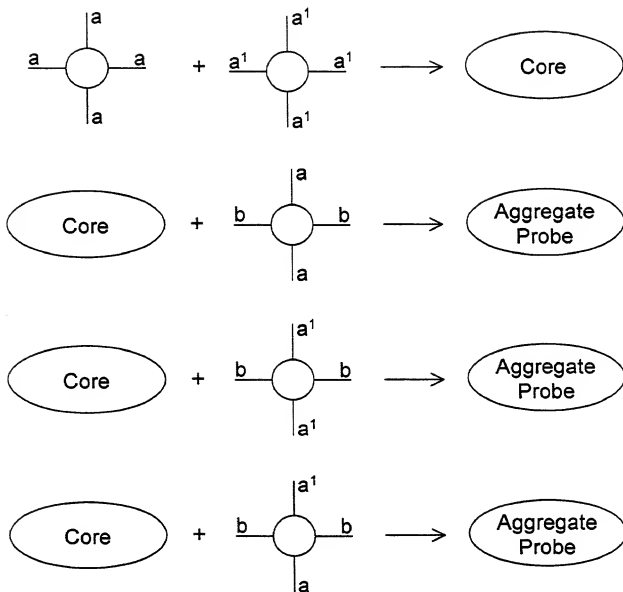 a a¹
a a + a¹ a¹ → Core
a a¹
a
Core + b b → Aggregate
Probe
a
a¹
Core + b b → Aggregate
Probe
a¹
a¹
Core + b b → Aggregate
Probe
a